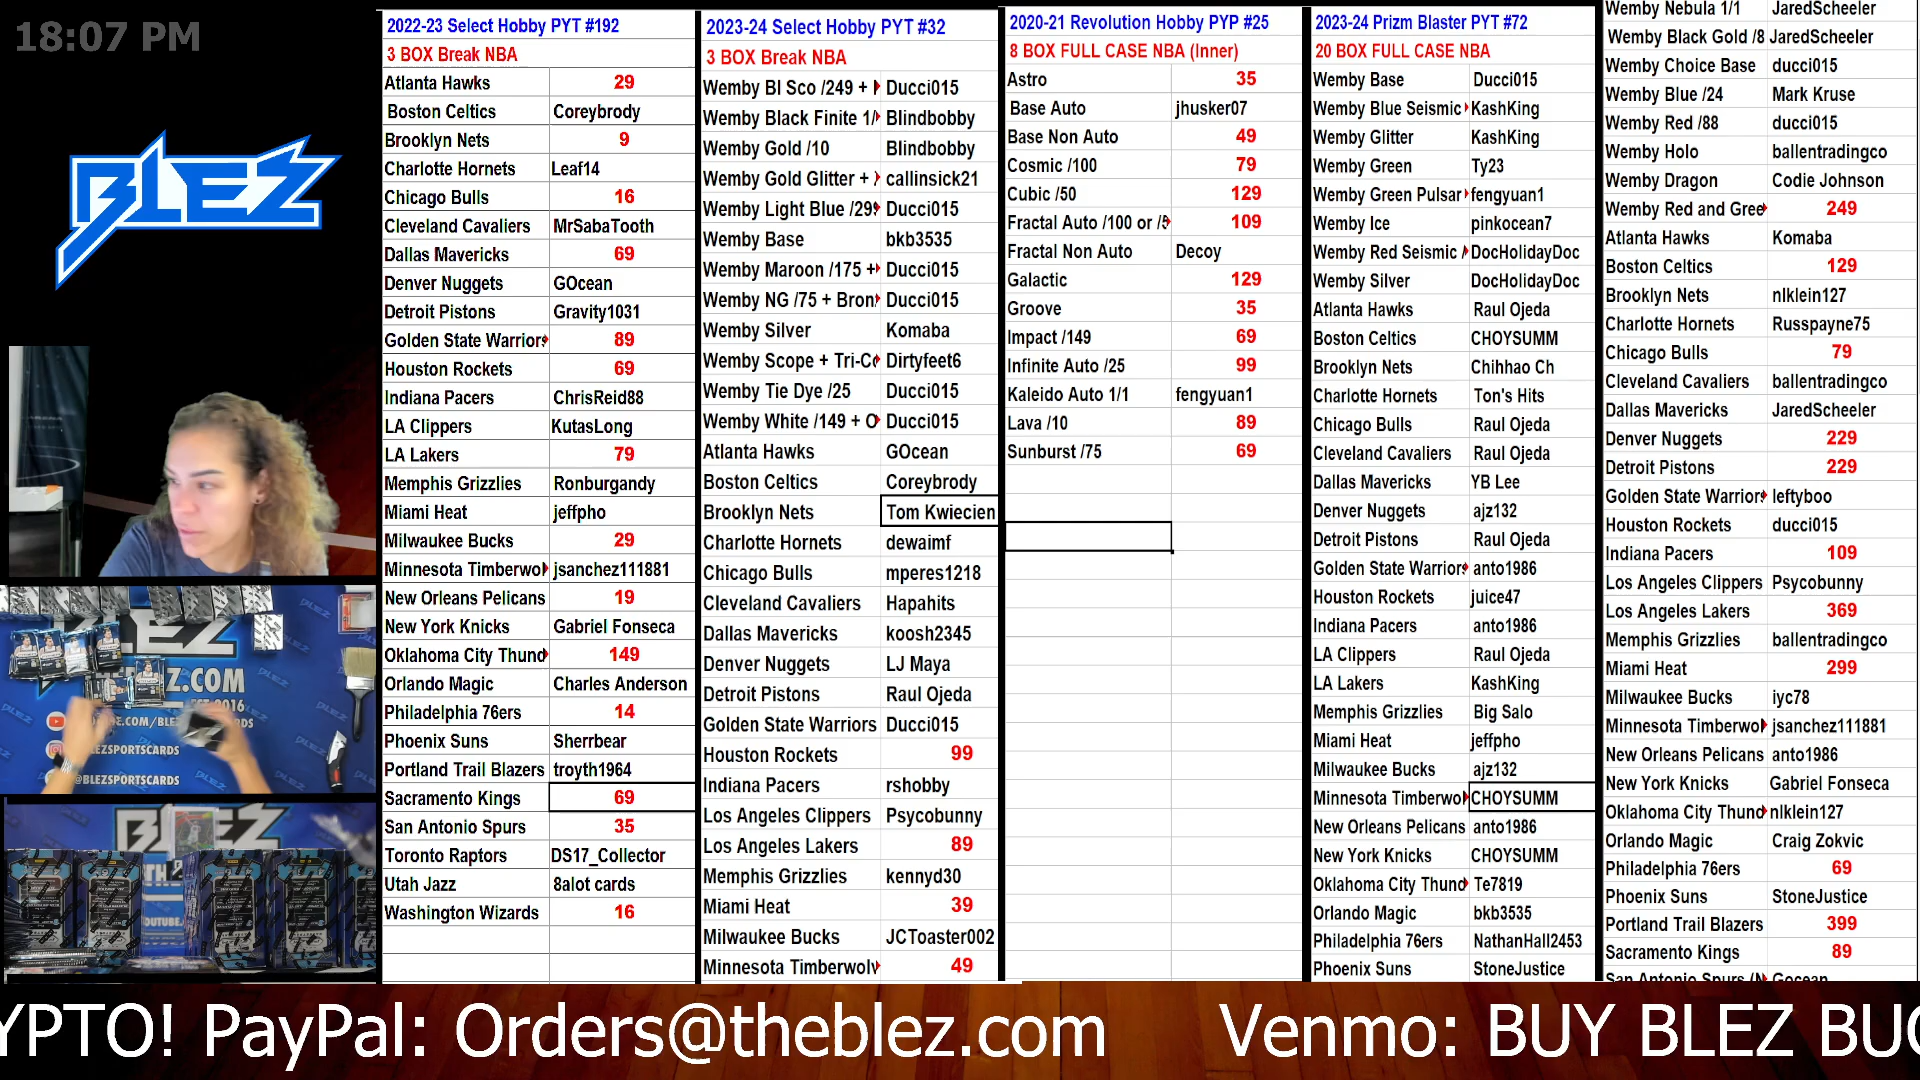 18:07 PM
BLEZ
2022-23 Select Hobby PYT #192
3 BOX Break NBA
Atlanta Hawks 29
Boston Celtics Coreybrody
Brooklyn Nets 9
Charlotte Hornets Leaf14
Chicago Bulls 16
Cleveland Cavaliers MrSabaTooth
Dallas Mavericks 69
Denver Nuggets GOcean
Detroit Pistons Gravity1031
Golden State Warriors 89
Houston Rockets 69
Indiana Pacers ChrisReid88
LA Clippers KutasLong
LA Lakers 79
Memphis Grizzlies Ronburgandy
Miami Heat jeffpho
Milwaukee Bucks 29
Minnesota Timberwol jsanchez111881
New Orleans Pelicans 19
New York Knicks Gabriel Fonseca
Oklahoma City Thund 149
Orlando Magic Charles Anderson
Philadelphia 76ers 14
Phoenix Suns Sherrbear
Portland Trail Blazers troyth1964
Sacramento Kings 69
San Antonio Spurs 35
Toronto Raptors DS17_Collector
Utah Jazz 8alot cards
Washington Wizards 16
2023-24 Select Hobby PYT #32
3 BOX Break NBA
Wemby Bl Sco /249 + Ducci015
Wemby Black Finite 1/ Blindbobby
Wemby Gold /10 Blindbobby
Wemby Gold Glitter + callinsick21
Wemby Light Blue /29 Ducci015
Wemby Base bkb3535
Wemby Maroon /175 + Ducci015
Wemby NG /75 + Bron Ducci015
Wemby Silver Komaba
Wemby Scope + Tri-Co Dirtyfeet6
Wemby Tie Dye /25 Ducci015
Wemby White /149 + O Ducci015
Atlanta Hawks GOcean
Boston Celtics Coreybrody
Brooklyn Nets Tom Kwiecien
Charlotte Hornets dewaimf
Chicago Bulls mperes1218
Cleveland Cavaliers Hapahits
Dallas Mavericks koosh2345
Denver Nuggets LJ Maya
Detroit Pistons Raul Ojeda
Golden State Warriors Ducci015
Houston Rockets 99
Indiana Pacers rshobby
Los Angeles Clippers Psycobunny
Los Angeles Lakers 89
Memphis Grizzlies kennyd30
Miami Heat 39
Milwaukee Bucks JCToaster002
Minnesota Timberwolv 49
2020-21 Revolution Hobby PYP #25
8 BOX FULL CASE NBA (Inner)
Astro 35
Base Auto jhusker07
Base Non Auto 49
Cosmic /100 79
Cubic /50 129
Fractal Auto /100 or /5 109
Fractal Non Auto Decoy
Galactic 129
Groove 35
Impact /149 69
Infinite Auto /25 99
Kaleido Auto 1/1 fengyuan1
Lava /10 89
Sunburst /75 69
2023-24 Prizm Blaster PYT #72
20 BOX FULL CASE NBA
Wemby Base Ducci015
Wemby Blue Seismic KashKing
Wemby Glitter KashKing
Wemby Green Ty23
Wemby Green Pulsar fengyuan1
Wemby Ice pinkocean7
Wemby Red Seismic / DocHolidayDoc
Wemby Silver DocHolidayDoc
Atlanta Hawks Raul Ojeda
Boston Celtics CHOYSUMM
Brooklyn Nets Chihhao Ch
Charlotte Hornets Ton's Hits
Chicago Bulls Raul Ojeda
Cleveland Cavaliers Raul Ojeda
Dallas Mavericks YB Lee
Denver Nuggets ajz132
Detroit Pistons Raul Ojeda
Golden State Warriors anto1986
Houston Rockets juice47
Indiana Pacers anto1986
LA Clippers Raul Ojeda
LA Lakers KashKing
Memphis Grizzlies Big Salo
Miami Heat jeffpho
Milwaukee Bucks ajz132
Minnesota Timberwol CHOYSUMM
New Orleans Pelicans anto1986
New York Knicks CHOYSUMM
Oklahoma City Thund Te7819
Orlando Magic bkb3535
Philadelphia 76ers NathanHall2453
Phoenix Suns StoneJustice
Wemby Nebula 1/1 JaredScheeler
Wemby Black Gold /8 JaredScheeler
Wemby Choice Base ducci015
Wemby Blue /24 Mark Kruse
Wemby Red /88 ducci015
Wemby Holo ballentradingco
Wemby Dragon Codie Johnson
Wemby Red and Gree 249
Atlanta Hawks Komaba
Boston Celtics 129
Brooklyn Nets nlklein127
Charlotte Hornets Russpayne75
Chicago Bulls 79
Cleveland Cavaliers ballentradingco
Dallas Mavericks JaredScheeler
Denver Nuggets 229
Detroit Pistons 229
Golden State Warriors leftyboo
Houston Rockets ducci015
Indiana Pacers 109
Los Angeles Clippers Psycobunny
Los Angeles Lakers 369
Memphis Grizzlies ballentradingco
Miami Heat 299
Milwaukee Bucks iyc78
Minnesota Timberwol jsanchez111881
New Orleans Pelicans anto1986
New York Knicks Gabriel Fonseca
Oklahoma City Thund nlklein127
Orlando Magic Craig Zokvic
Philadelphia 76ers 69
Phoenix Suns StoneJustice
Portland Trail Blazers 399
Sacramento Kings 89
San Antonio Spurs Gocean
Z.COM
2016
.COM/BLE
LEZSPORTSCARDS
@BLEZSPORTSCARDS
BLEZ
YPTO! PayPal: Orders@theblez.com Venmo: BUY BLEZ BUC